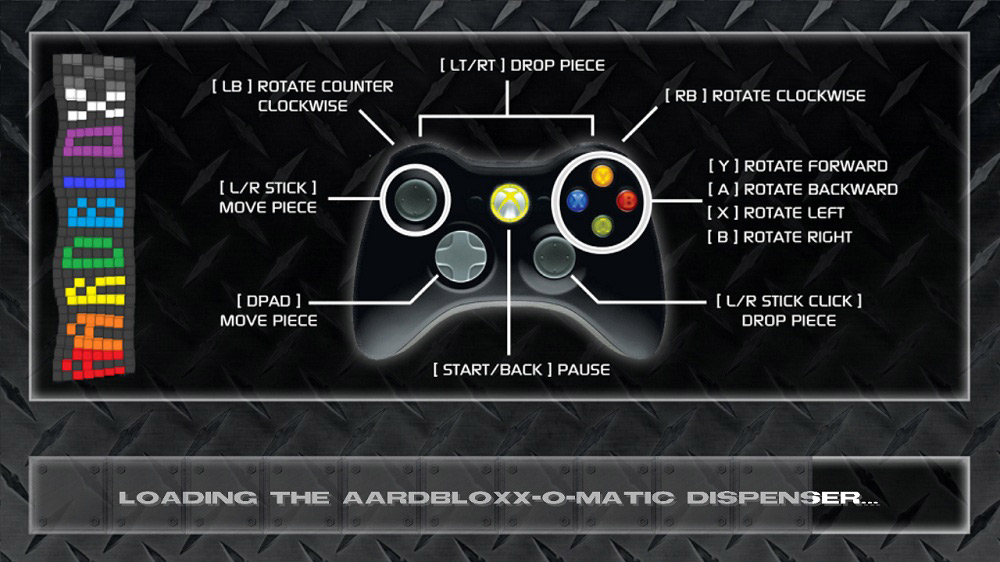 AARDBLOX
[ LT/RT ] DROP PIECE
[ LB ] ROTATE COUNTER
CLOCKWISE
[ RB ] ROTATE CLOCKWISE
[ L/R STICK ]
MOVE PIECE
Y
X
B
A
[ Y ] ROTATE FORWARD
[ A ] ROTATE BACKWARD
[ X ] ROTATE LEFT
[ B ] ROTATE RIGHT
[ DPAD ]
MOVE PIECE
[ L/R STICK CLICK ]
DROP PIECE
[ START/BACK ] PAUSE
LOADING THE AARDBLOXX-O-MATIC DISPENSER...